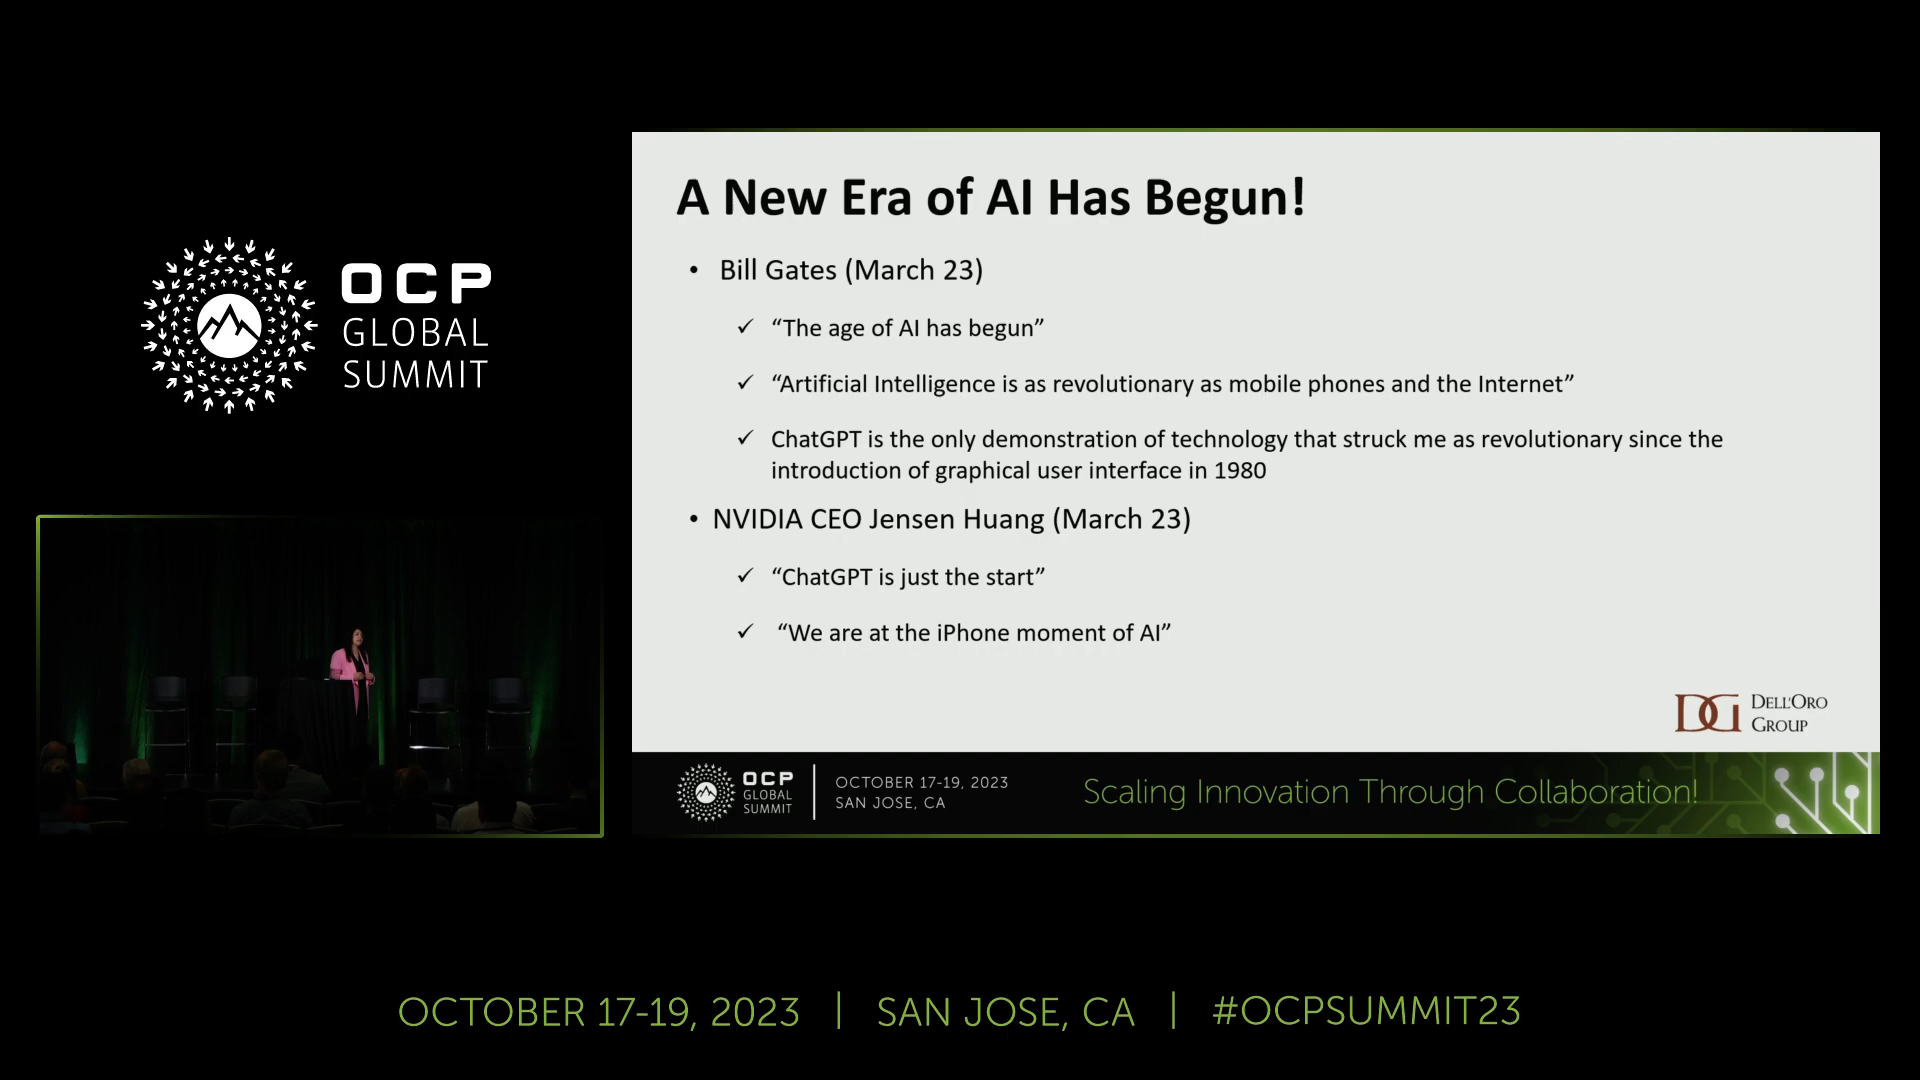 OCP
GLOBAL
SUMMIT
A New Era of AI Has Begun!
• Bill Gates (March 23)
✓ “The age of AI has begun”
✓ “Artificial Intelligence is as revolutionary as mobile phones and the Internet”
✓ ChatGPT is the only demonstration of technology that struck me as revolutionary since the
introduction of graphical user interface in 1980
• NVIDIA CEO Jensen Huang (March 23)
✓ “ChatGPT is just the start”
✓ “We are at the iPhone moment of AI”
DG DELL'ORO
GROUP
OCP
GLOBAL
SUMMIT
OCTOBER 17-19, 2023
SAN JOSE, CA
Scaling Innovation Through Collaboration!
OCTOBER 17-19, 2023 | SAN JOSE, CA | #OCPSUMMIT23